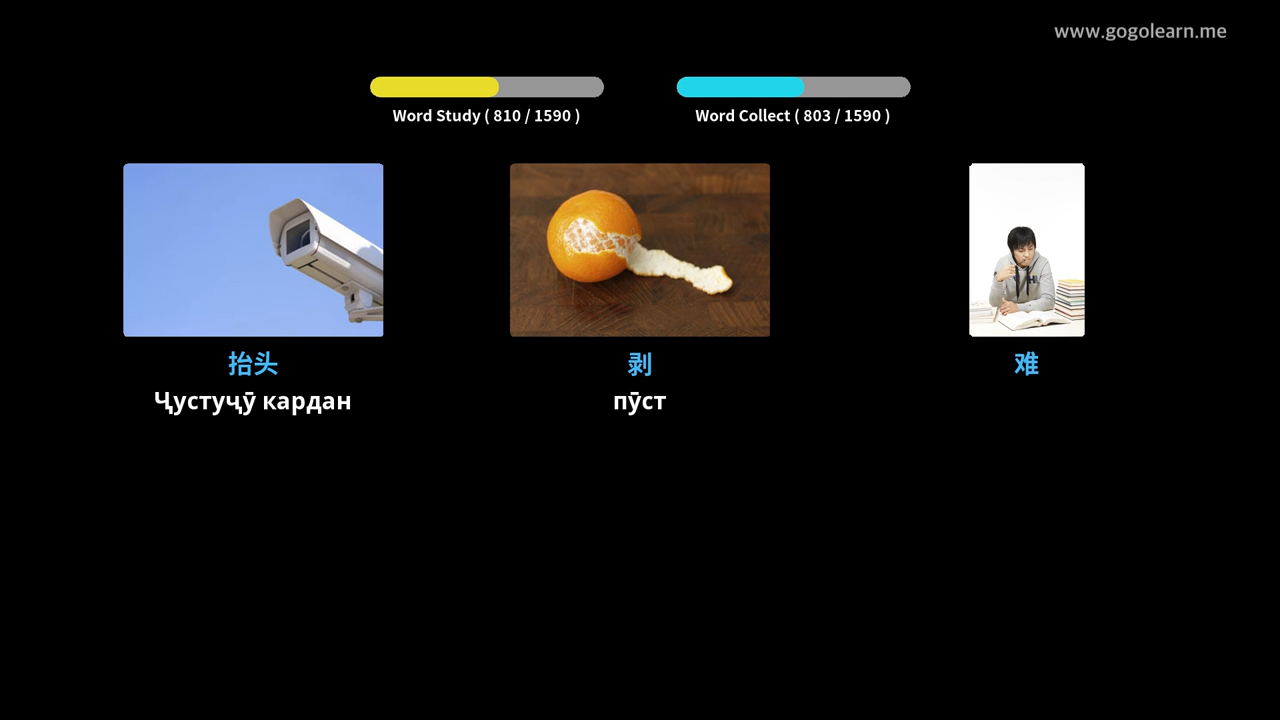 www.gogolearn.me
Word Study ( 810 / 1590 )
Word Collect ( 803 / 1590 )
抬头
Ҷустуҷӯ кардан
剥
пӯст
难